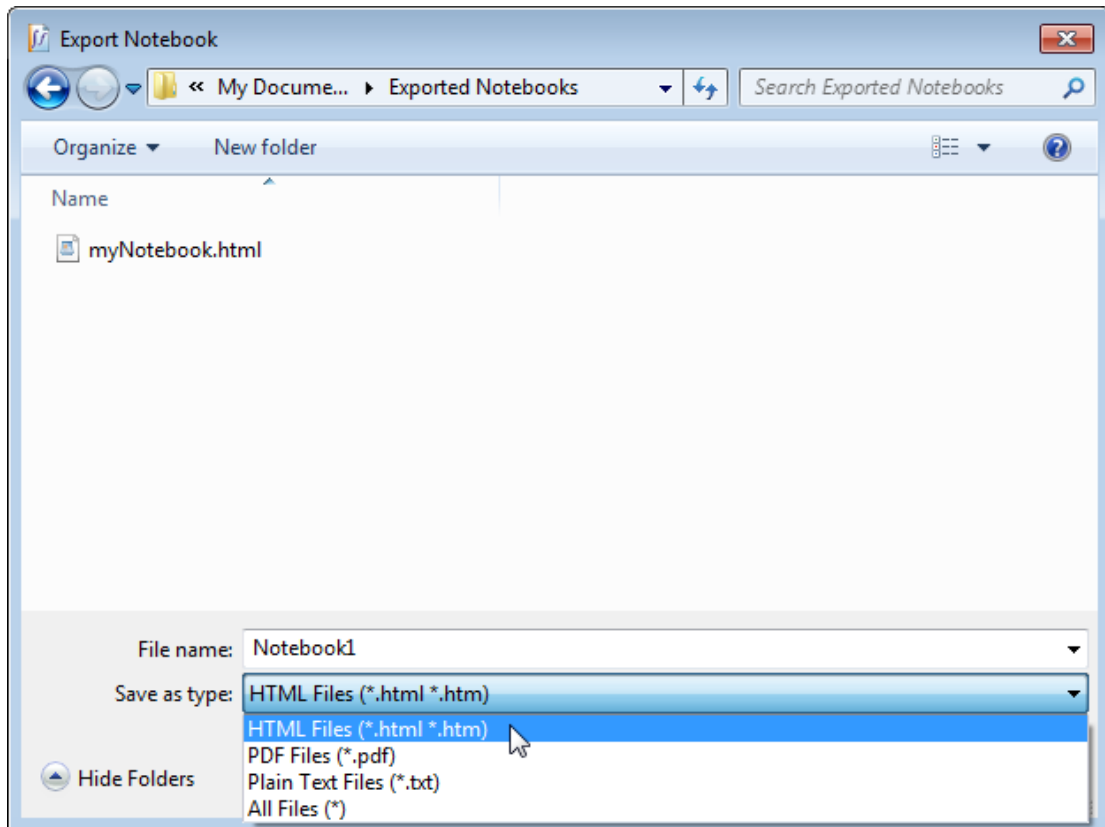 Export Notebook
« My Docume... Exported Notebooks Search Exported Notebooks
Organize New folder
Name
myNotebook.html
File name: Notebook1
Save as type: HTML Files (*.html *.htm)
HTML Files (*.html *.htm)
PDF Files (*.pdf)
Hide Folders Plain Text Files (*.txt)
All Files (*)